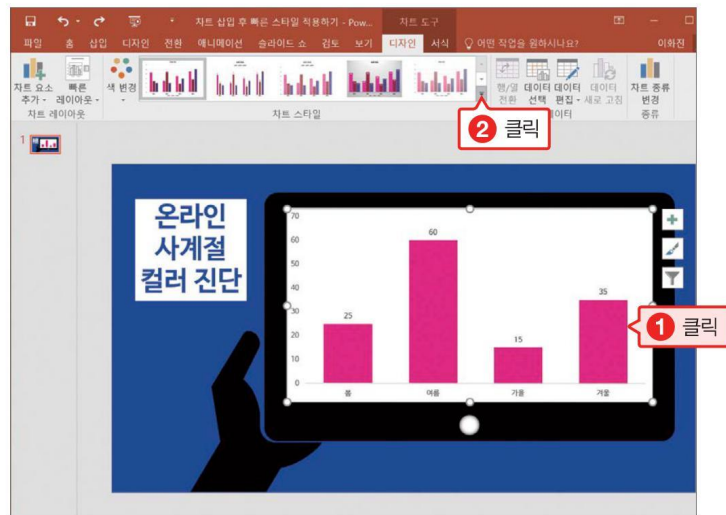 차트 삽입 후 빠른 스타일 적용하기 - Pow...
차트 도구
파일 홈 삽입 디자인 전환 애니메이션 슬라이드 쇼 검토 보기 디자인 서식 어떤 작업을 원하시나요? 이화진
차트 요소 추가
빠른 레이아웃
색 변경
행/열 전환
데이터 선택
데이터 편집
데이터 새로 고침
차트 종류 변경
차트 레이아웃
차트 스타일
종류
2 클릭
1
온라인
사계절
컬러 진단
70
60
50
40
30
20
10
0
25
60
15
35
봄 여름 가을 겨울
1 클릭